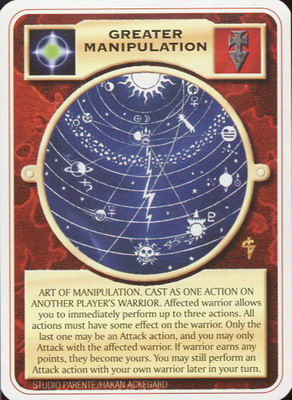 GREATER
MANIPULATION
ART OF MANIPULATION. CAST AS ONE ACTION ON
ANOTHER PLAYER'S WARRIOR. Affected warrior allows
you to immediately perform up to three actions. All
actions must have some effect on the warrior. Only the
last one may be an Attack action, and you may only
Attack with the affected warrior. If warrior earns any
points, they become yours. You may still perform an
Attack action with your own warrior later in your turn.
STUDIO PARENTE/HAKAN ACKEGARD